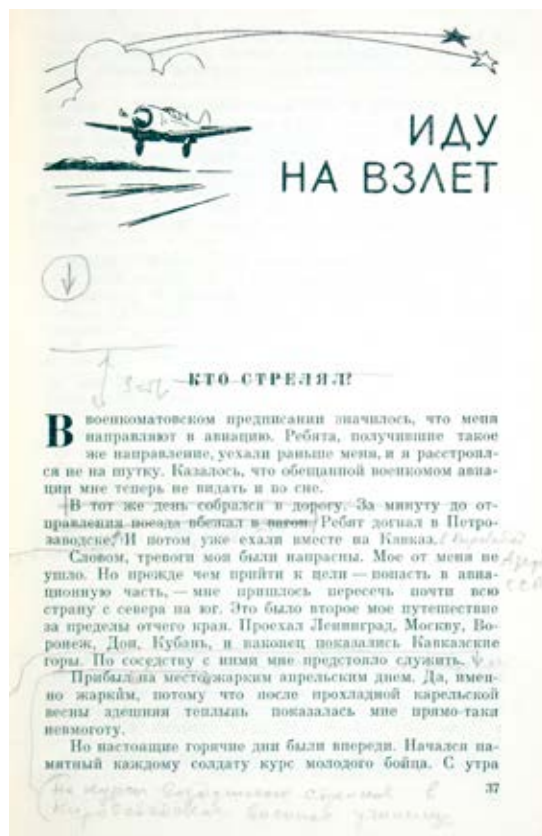 ИДУ
НА ВЗЛЕТ
КТО СТРЕЛЯЛ?
В военкоматовском предписании значилось, что меня
направляют в авиацию. Ребята, получившие такое
же направление, уехали раньше меня, и я расстроил-
ся не на шутку. Казалось, что обещанной военкомом авиа-
ции мне теперь не видать и во сне.
В тот же день собрался в дорогу. За минуту до от-
правления поезда вбежал в вагон. Ребят догнал в Петро-
заводске. И потом уже ехали вместе на Кавказ.
Словом, тревоги мои были напрасны. Мое от меня не
ушло. Но прежде чем прийти к цели — попасть в авиа-
ционную часть, — мне пришлось пересечь почти всю
страну с севера на юг. Это было второе мое путешествие
за пределы отчего края. Проехал Ленинград, Москву, Во-
ронеж, Дон, Кубань, и наконец показались Кавказские
горы. По соседству с ними мне предстояло служить.
Прибыл на место жарким апрельским днем. Да, имен-
но жарким, потому что после прохладной карельской
весны здешняя теплынь показалась мне прямо-таки
невмоготу.
Но настоящие горячие дни были впереди. Начался па-
мятный каждому солдату курс молодого бойца. С утра
37